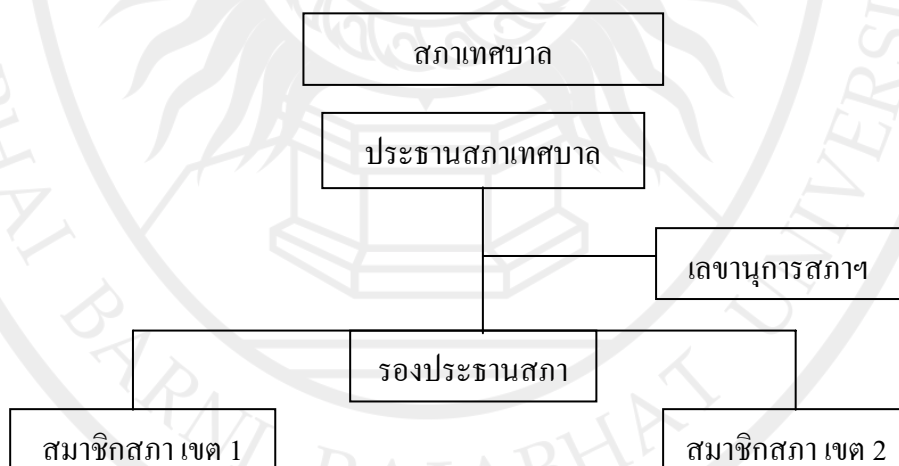 สภาเทศบาล
ประธานสภาเทศบาล
เลขานุการสภาฯ
รองประธานสภา
สมาชิกสภา เขต 1
สมาชิกสภา เขต 2
BARNI RAJABHAT